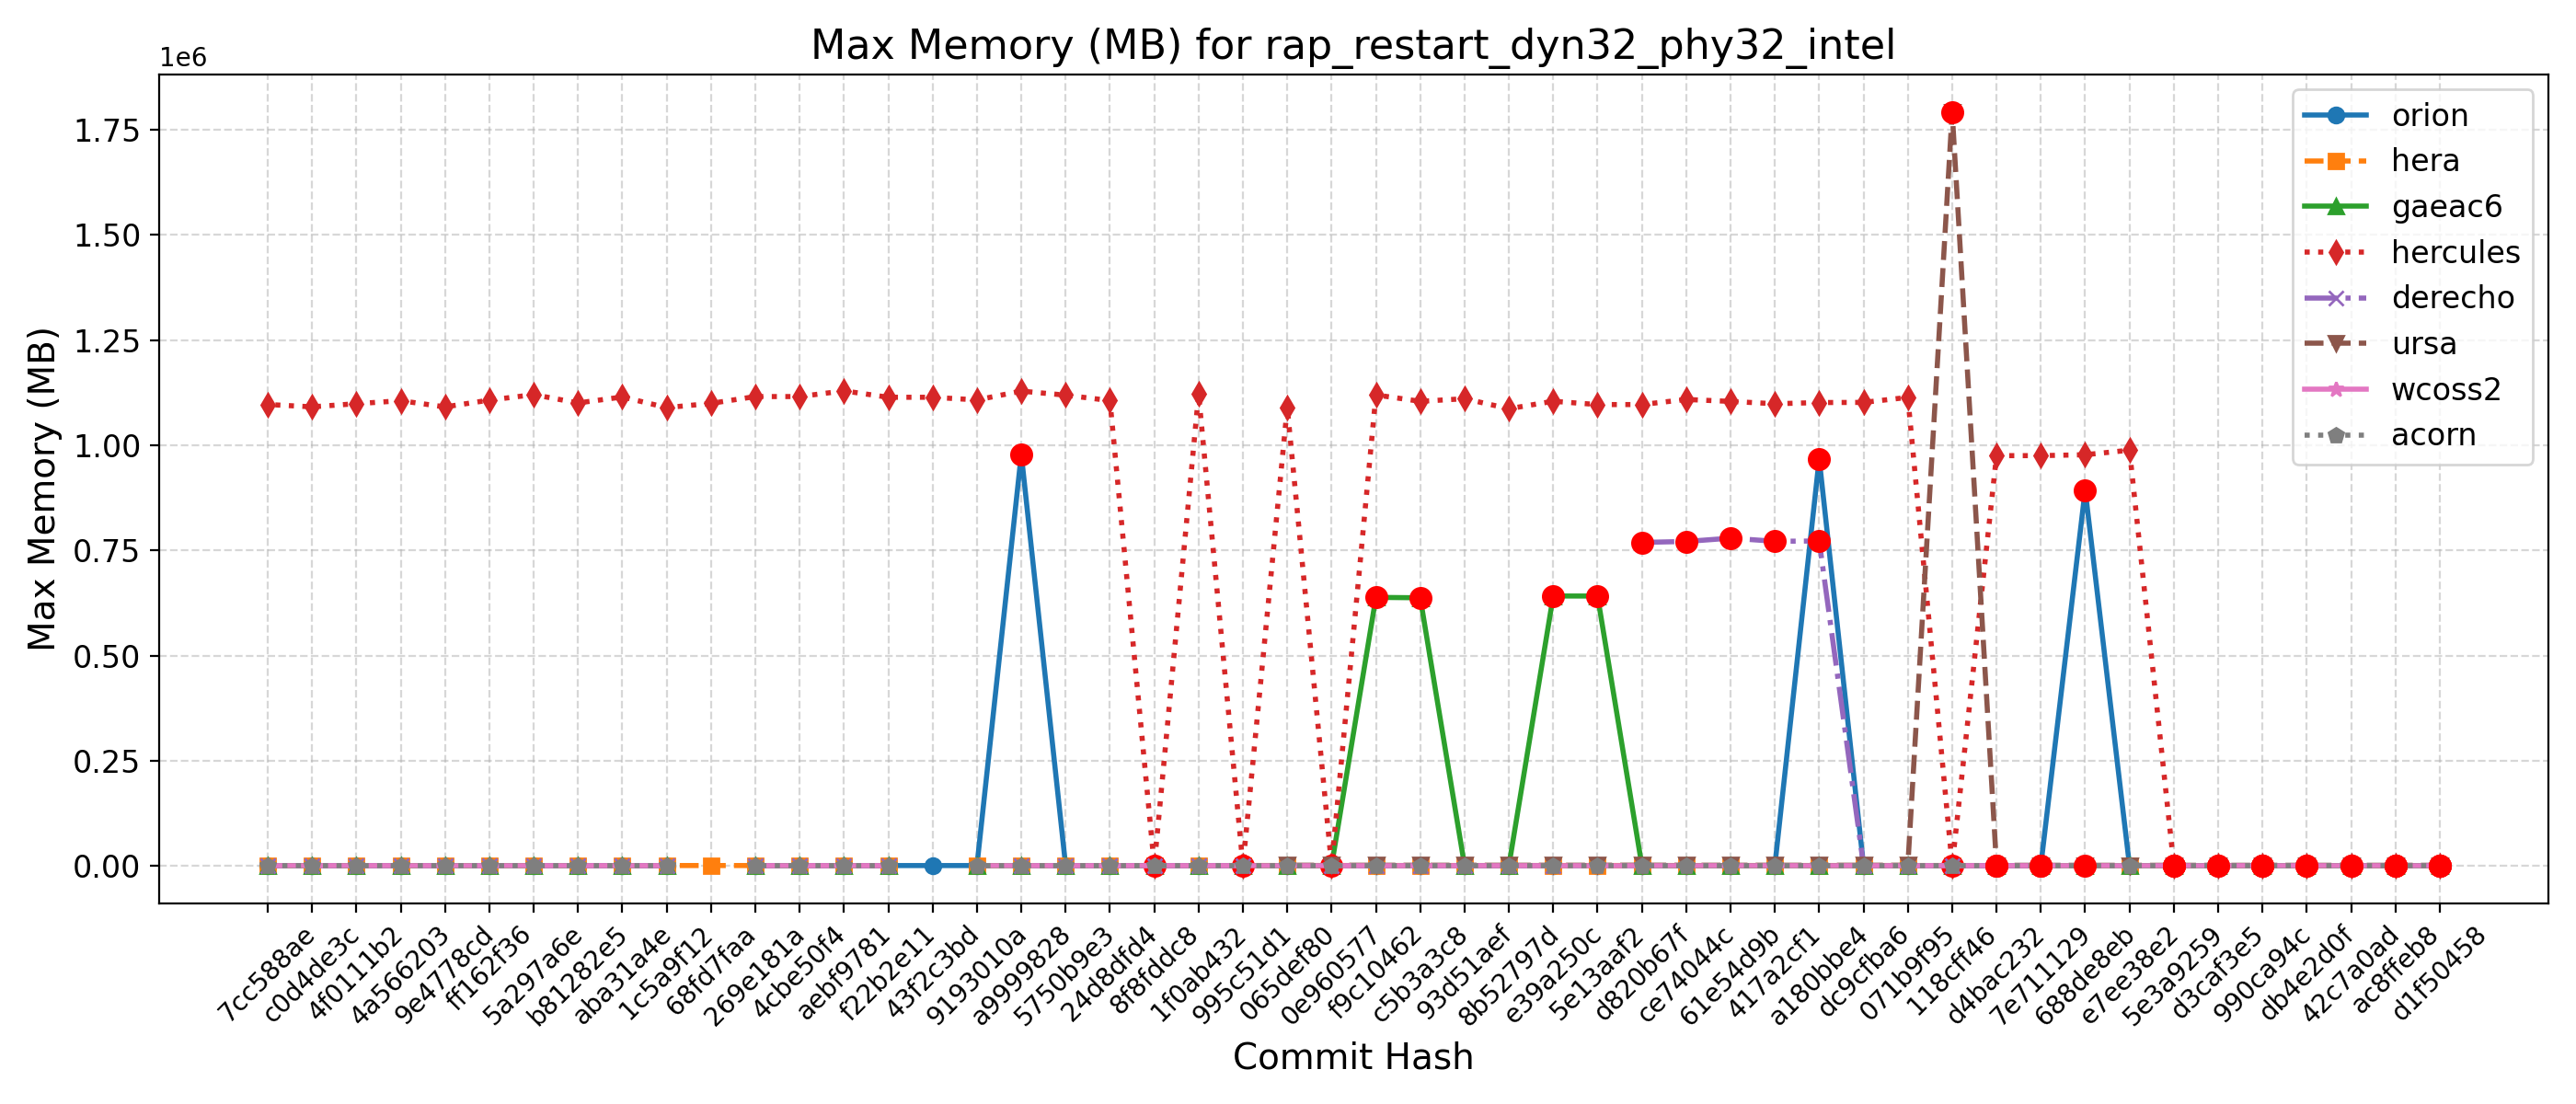 Max Memory (MB) for rap_restart_dyn32_phy32_intel
1e6
1.75
1.50
1.25
1.00
0.75
0.50
0.25
0.00
Max Memory (MB)
orion
hera
gaeac6
hercules
derecho
ursa
wcoss2
acorn
7cc588ae
c0d4de3c
4f0111b2
4a566203
9e4778cd
ff162f36
5a297a6e
b81282e5
aba31a4e
1c5a9f12
68fd7faa
269e181a
4cbe50f4
aebf9781
f22b2e11
43f2c3bd
9193010a
a9999828
5750b9e3
24d8dfd4
8f8fddc8
1f0ab432
995c51d1
065def80
0e960577
f9c10462
c5b3a3c8
93d51aef
8b52797d
e39a250c
5e13aaf2
d820b67f
ce74044c
61e54d9b
417a2cf1
a180bbe4
dc9cfba6
071b9f95
118cff46
d4bac232
7e711129
688de8eb
e7ee38e2
5e3a9259
d3caf3e5
990ca94c
db4e2d0f
42c7a0ad
ac8ffeb8
d1f50458
Commit Hash